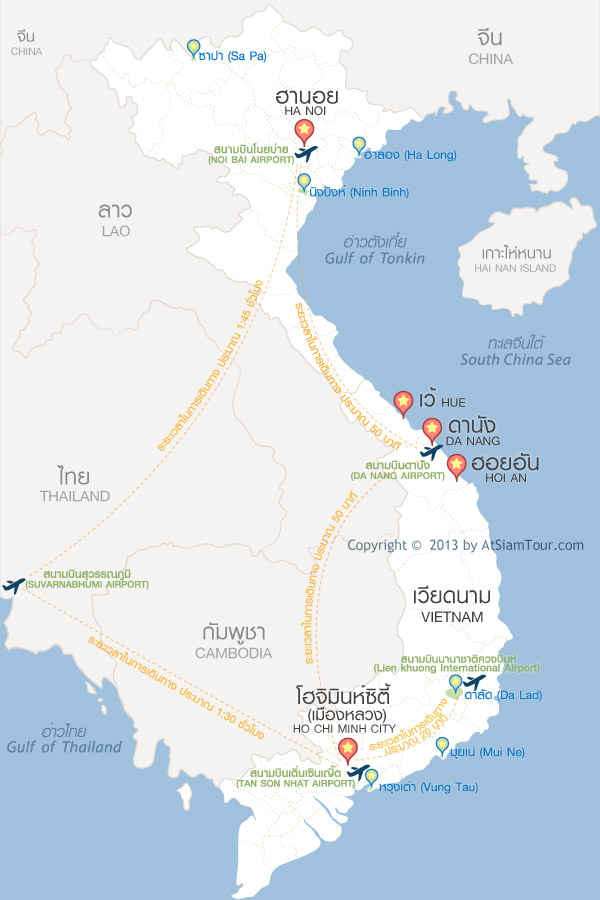 จีน
CHINA
จีน
CHINA
ซาปา (Sa Pa)
ฮานอย
HA NOI
สนามบินโนยบ่าย
(NOI BAI AIRPORT)
ฮาลอง (Ha Long)
นิงบิงห์ (Ninh Binh)
ลาว
LAO
อ่าวตังเกี๋ย
Gulf of Tonkin
เกาะไห่หนาน
HAI NAN ISLAND
ทะเลจีนใต้
South China Sea
ระยะเวลาในการเดินทาง ประมาณ 1:45 ชั่วโมง
ระยะเวลาในการเดินทาง ประมาณ 50 นาที
เว้ HUE
ดานัง
DA NANG
สนามบินดานัง
(DA NANG AIRPORT)
ฮอยอัน
HOI AN
ไทย
THAILAND
ระยะเวลาในการเดินทาง ประมาณ 50 นาที
Copyright © 2013 by AtSiamTour.com
สนามบินสุวรรณภูมิ
(SUVARNABHUMI AIRPORT)
เวียดนาม
VIETNAM
กัมพูชา
CAMBODIA
ระยะเวลาในการเดินทาง ประมาณ 1:30 ชั่วโมง
สนามบินนานาชาติควงบินห์
(Lien khuong International Airport)
ดาลัด (Da Lad)
โฮจิมินห์ซิตี้
(เมืองหลวง)
HO CHI MINH CITY
ระยะเวลาในการเดินทาง
ประมาณ 20 นาที
อ่าวไทย
Gulf of Thailand
มุยเน่ (Mui Ne)
สนามบินเติ่นเซินเญิ้ต
(TAN SON NHAT AIRPORT)
หวุงเต่า (Vung Tau)